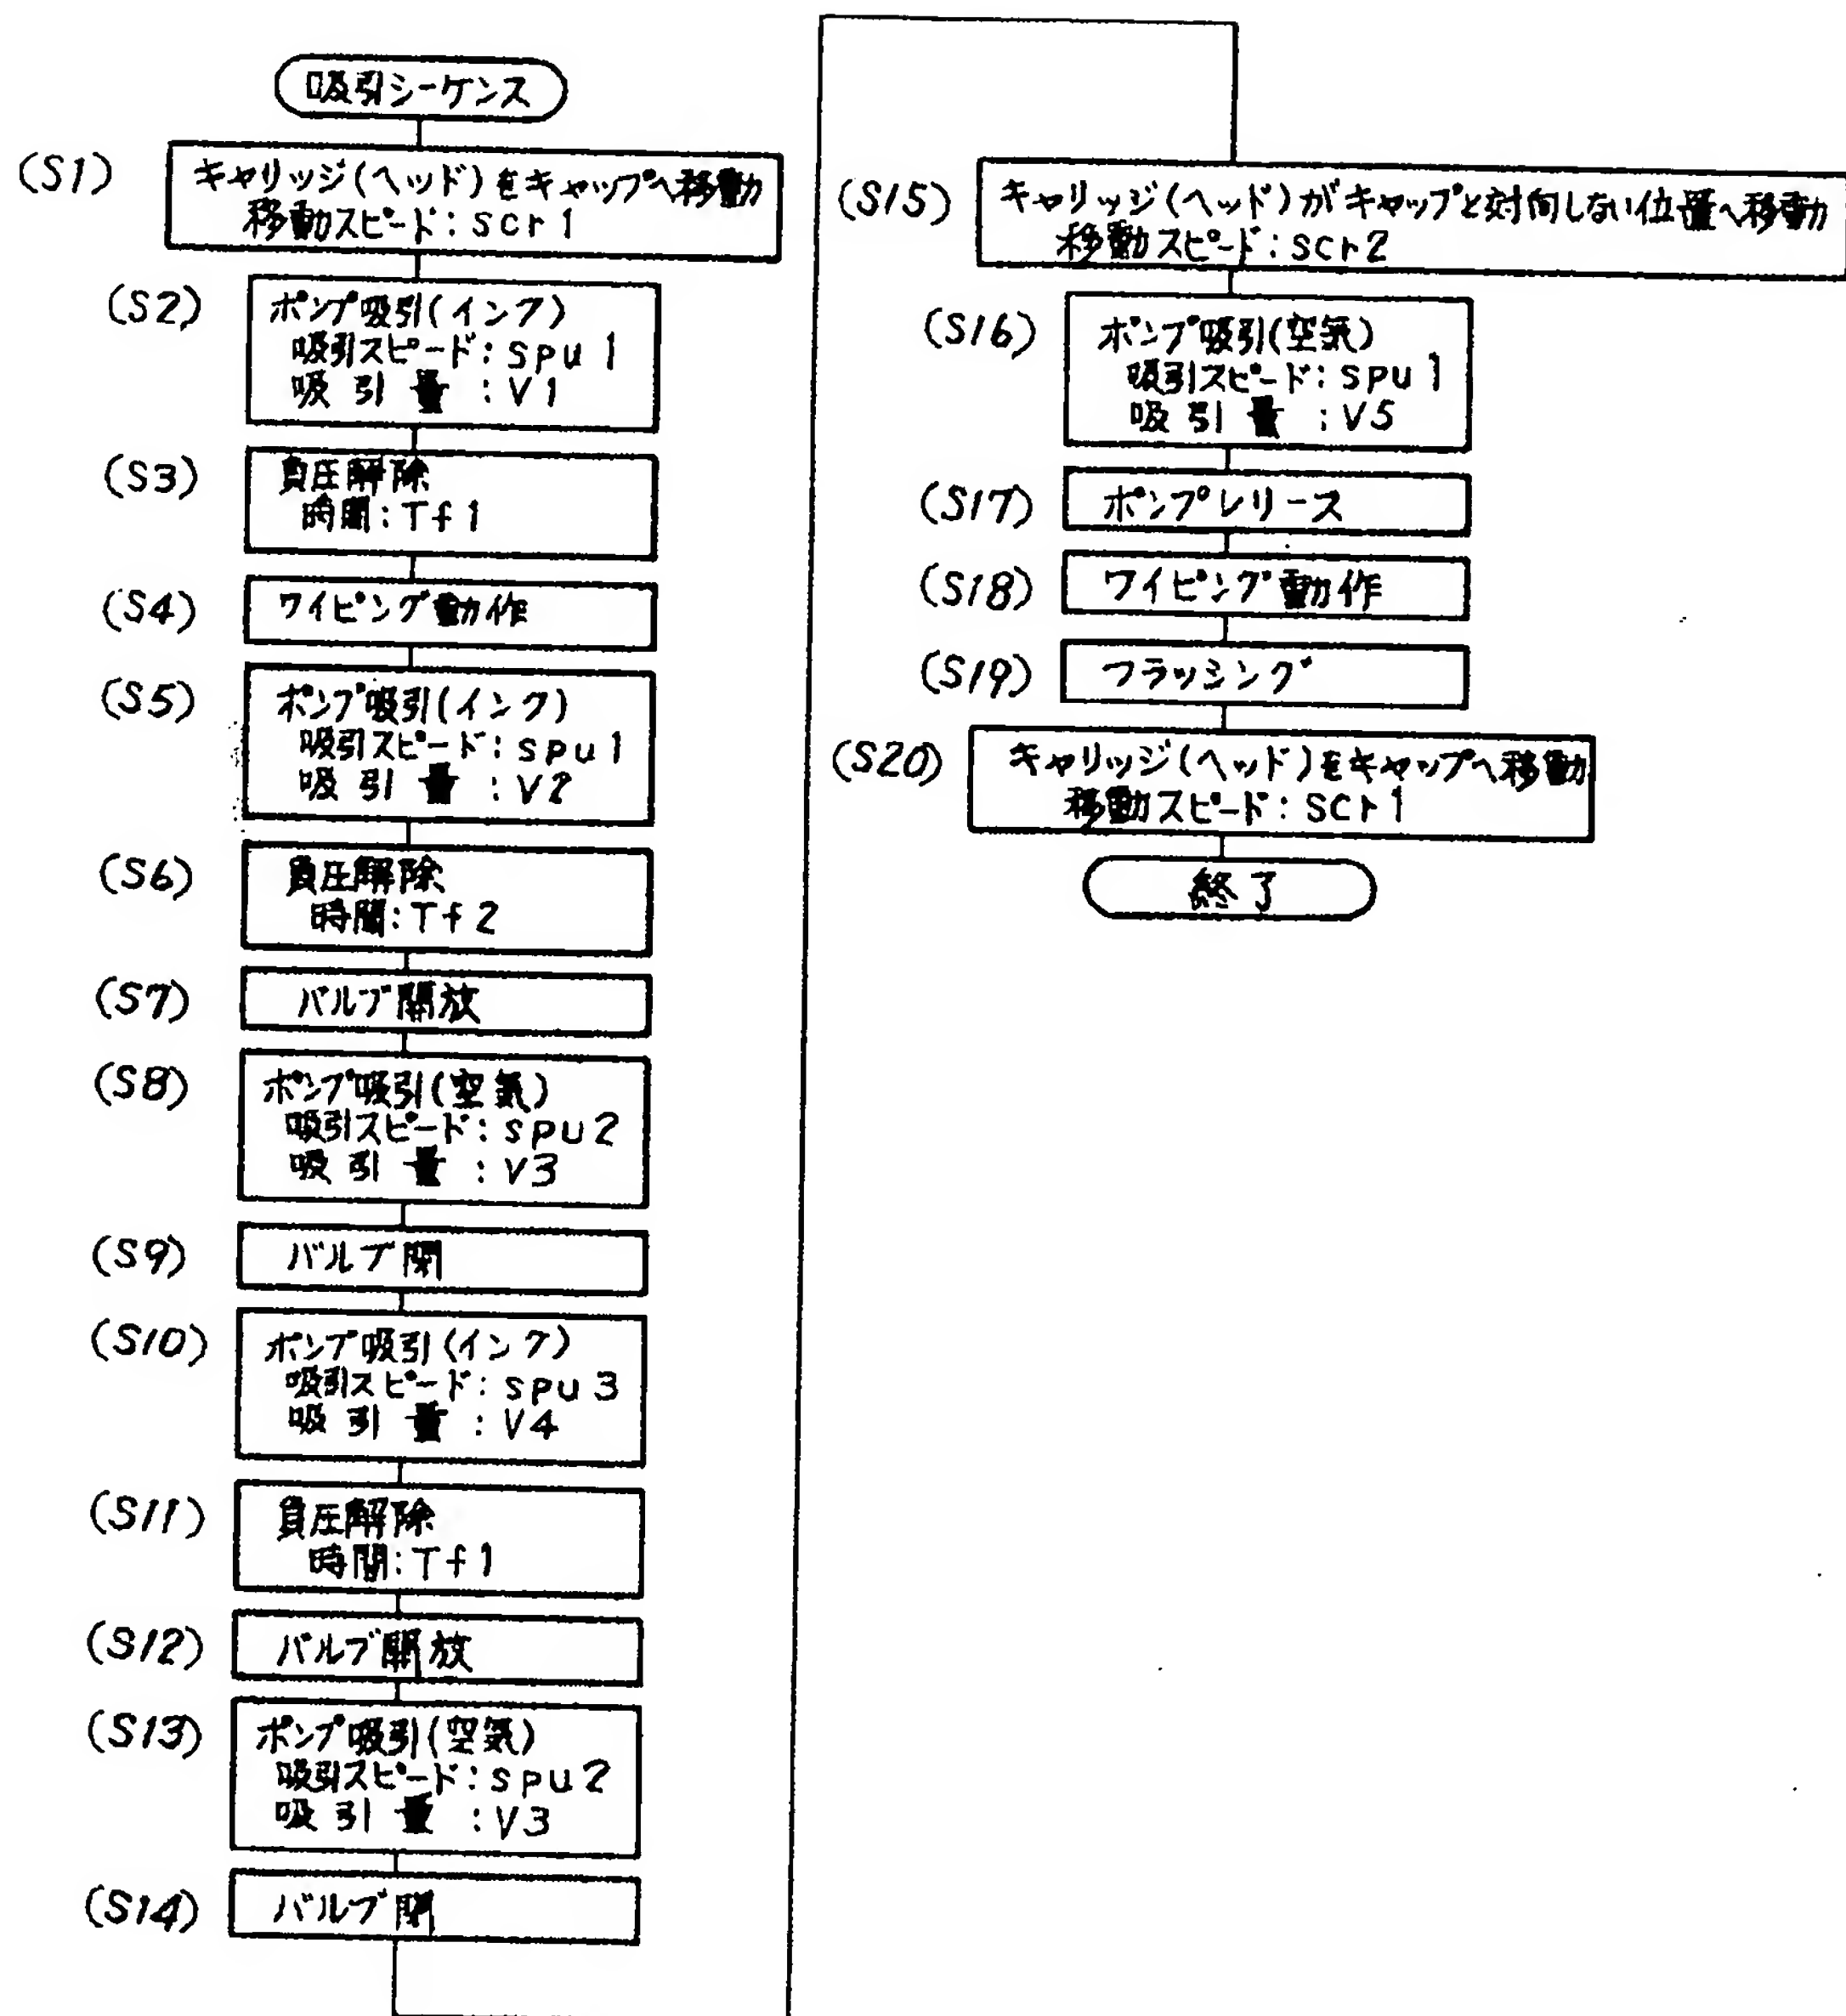 吸引シーケンス
(S1)
キャリッジ(ヘッド)をキャップへ移動
移動スピード:scr1
(S2)
ポンプ吸引(インク)
吸引スピード:spu1
吸引量:V1
(S3)
負圧解除
時間:Tf1
(S4)
ワイピング動作
(S5)
ポンプ吸引(インク)
吸引スピード:spu1
吸引量:V2
(S6)
負圧解除
時間:Tf2
(S7)
バルブ開放
(S8)
ポンプ吸引(空気)
吸引スピード:spu2
吸引量:V3
(S9)
バルブ閉
(S10)
ポンプ吸引(インク)
吸引スピード:spu3
吸引量:V4
(S11)
負圧解除
時間:Tf1
(S12)
バルブ開放
(S13)
ポンプ吸引(空気)
吸引スピード:spu2
吸引量:V3
(S14)
バルブ閉
(S15)
キャリッジ(ヘッド)がキャップと対向しない位置へ移動
移動スピード:scr2
(S16)
ポンプ吸引(空気)
吸引スピード:spu1
吸引量:V5
(S17)
ポンプレリース
(S18)
ワイピング動作
(S19)
フラッシング
(S20)
キャリッジ(ヘッド)をキャップへ移動
移動スピード:scr1
終了